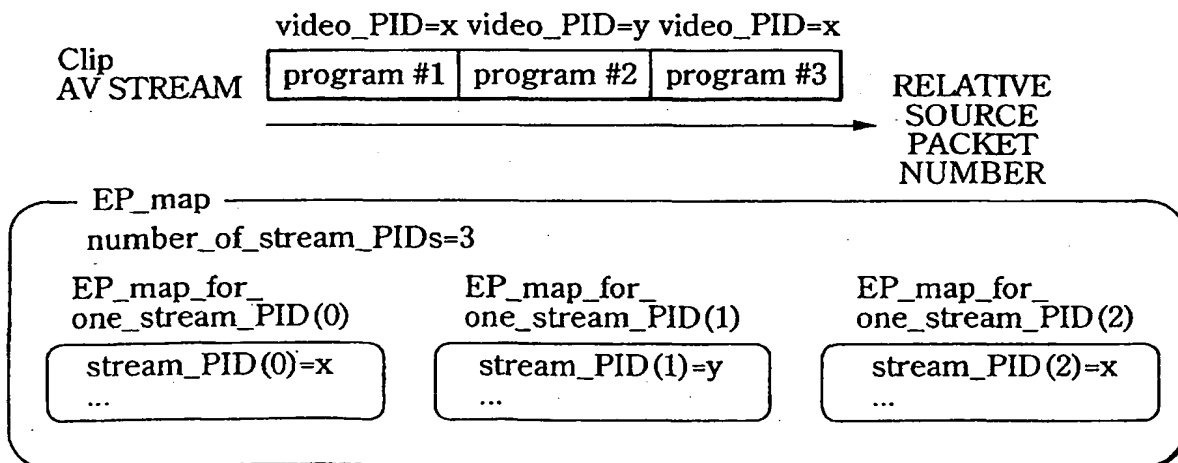 video_PID=x video_PID=y video_PID=x
Clip
AV STREAM
program #1 program #2 program #3
RELATIVE
SOURCE
PACKET
NUMBER
EP_map
number_of_stream_PIDs=3
EP_map_for_
one_stream_PID(0)
stream_PID(0)=x
...
EP_map_for_
one_stream_PID(1)
stream_PID(1)=y
...
EP_map_for_
one_stream_PID(2)
stream_PID(2)=x
...